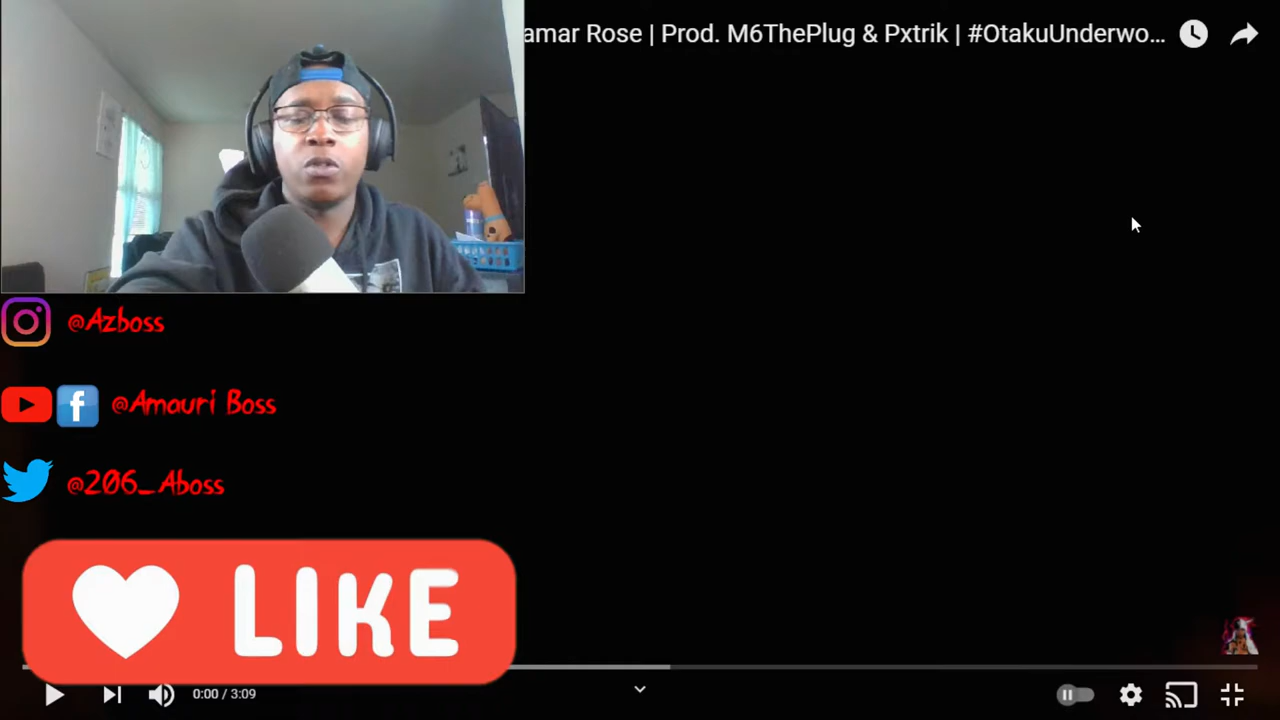 amar Rose | Prod. M6ThePlug & Pxtrik | #OtakuUnderwo...
@Azboss
@Amauri Boss
@206_Aboss
LIKE
0:00 / 3:09